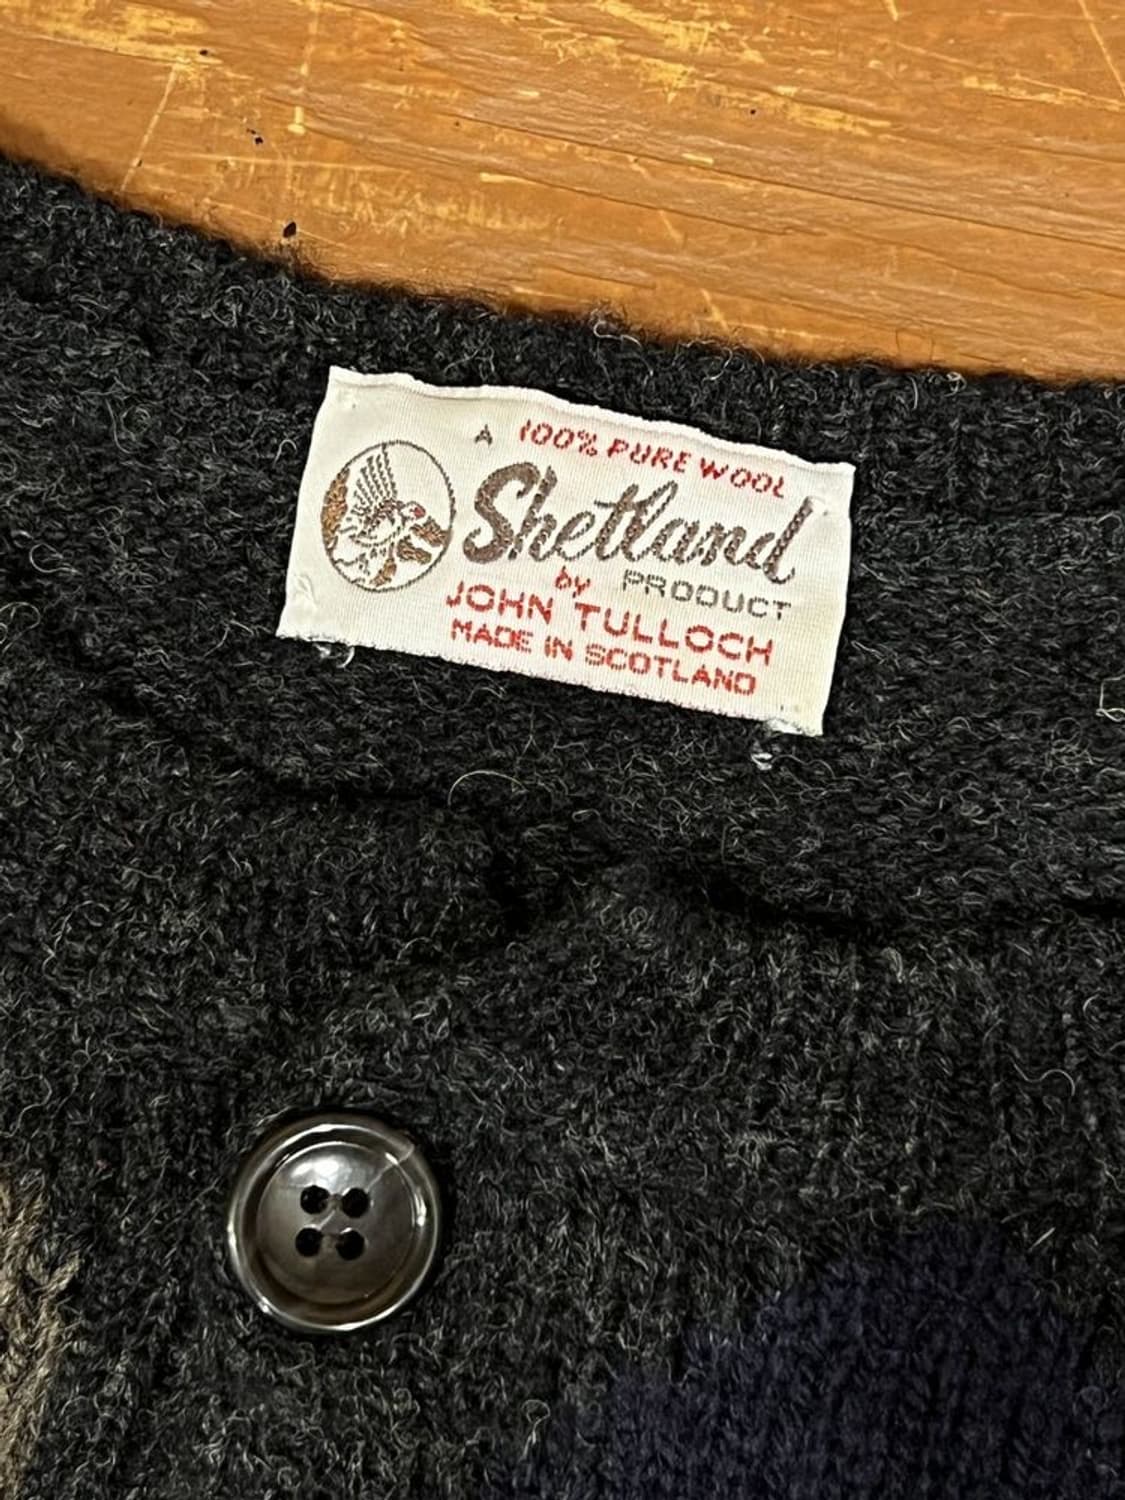 A 100% PURE WOOL
Shetland
by PRODUCT
JOHN TULLOCH
MADE IN SCOTLAND